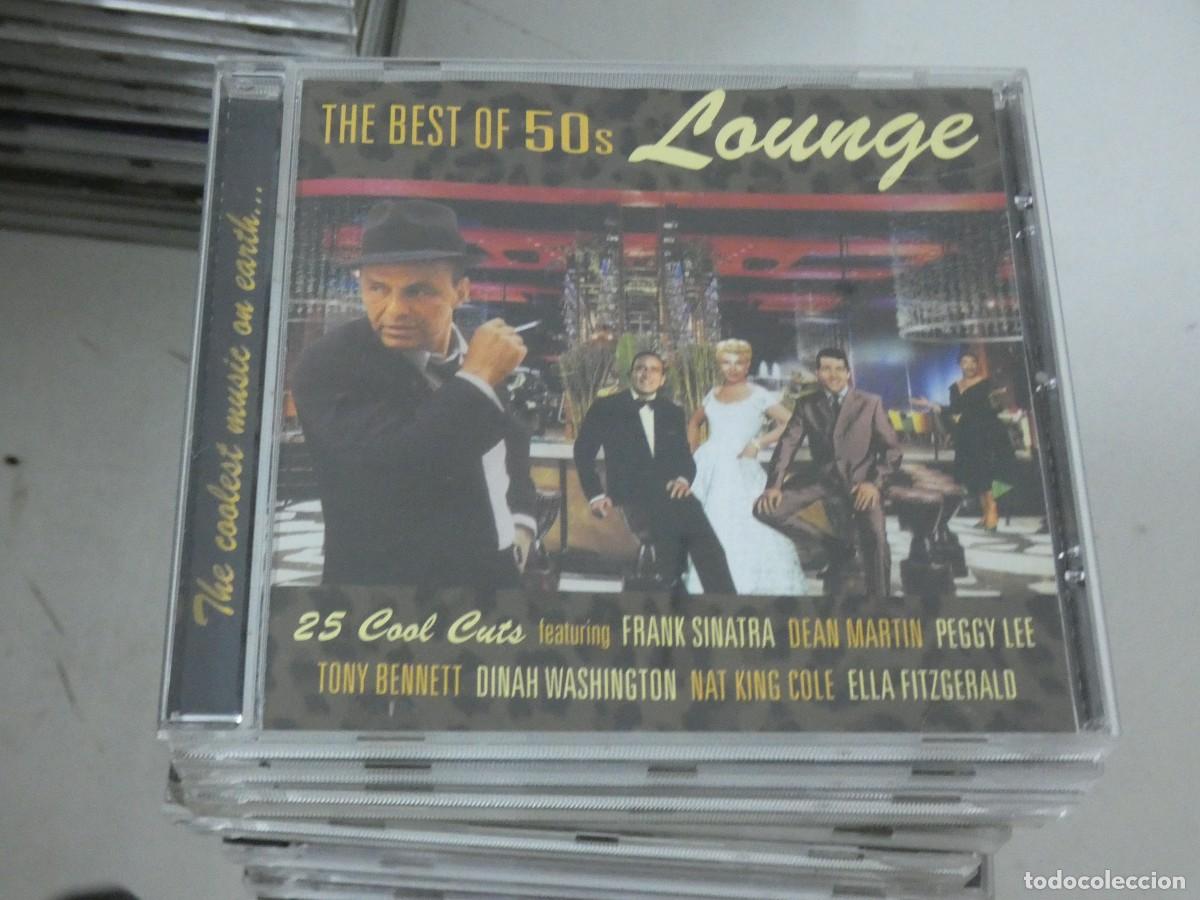 THE BEST OF 50s Lounge
The coolest music on earth...
25 Cool Cuts featuring FRANK SINATRA DEAN MARTIN PEGGY LEE
TONY BENNETT DINAH WASHINGTON NAT KING COLE ELLA FITZGERALD
todocoleccion